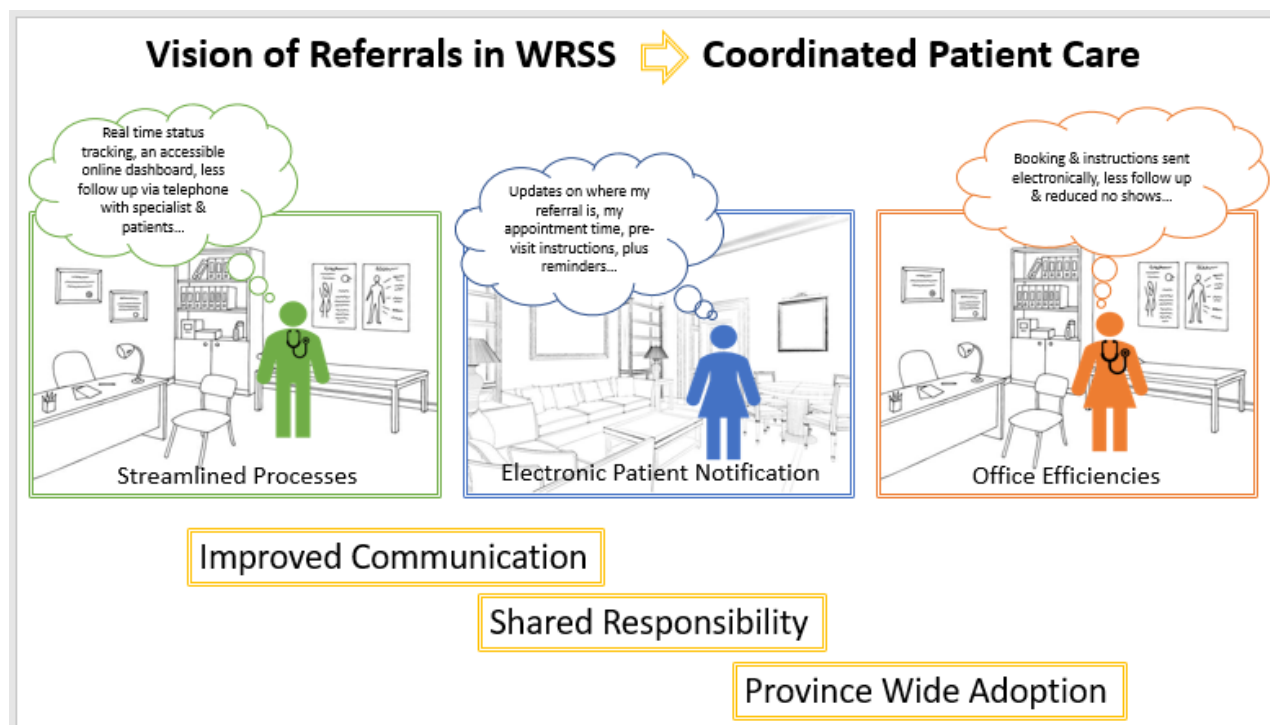 Vision of Referrals in WRSS Coordinated Patient Care
Real time status
tracking, an accessible
online dashboard, less
follow up via telephone
with specialist &
patients...
Updates on where my
referral is, my
appointment time, pre-
visit instructions, plus
reminders...
Booking & instructions sent
electronically, less follow up
& reduced no shows...
Streamlined Processes
Electronic Patient Notification
Office Efficiencies
Improved Communication
Shared Responsibility
Province Wide Adoption